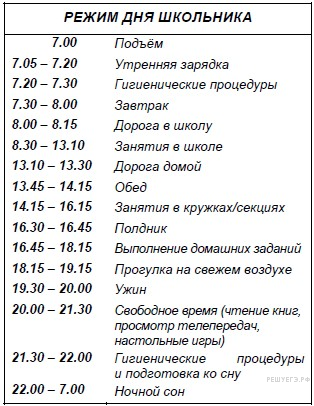 РЕЖИМ ДНЯ ШКОЛЬНИКА
7.00 Подъём
7.05 – 7.20 Утренняя зарядка
7.20 – 7.30 Гигиенические процедуры
7.30 – 8.00 Завтрак
8.00 – 8.15 Дорога в школу
8.30 – 13.10 Занятия в школе
13.10 – 13.30 Дорога домой
13.45 – 14.15 Обед
14.15 – 16.15 Занятия в кружках/секциях
16.30 – 16.45 Полдник
16.45 – 18.15 Выполнение домашних заданий
18.15 – 19.15 Прогулка на свежем воздухе
19.30 – 20.00 Ужин
20.00 – 21.30 Свободное время (чтение книг,
просмотр телепередач,
настольные игры)
21.30 – 22.00 Гигиенические процедуры
и подготовка ко сну
22.00 – 7.00 Ночной сон
РЕШУЕГЭ.РФ